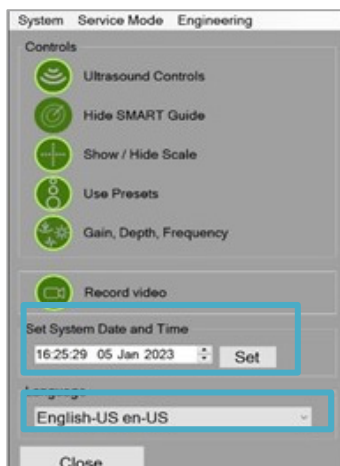 System Service Mode Engineering
Controls
Ultrasound Controls
Hide SMART Guide
Show / Hide Scale
Use Presets
Gain, Depth, Frequency
Record video
Set System Date and Time
16:25:29 05 Jan 2023 Set
Language
English-US en-US
Close